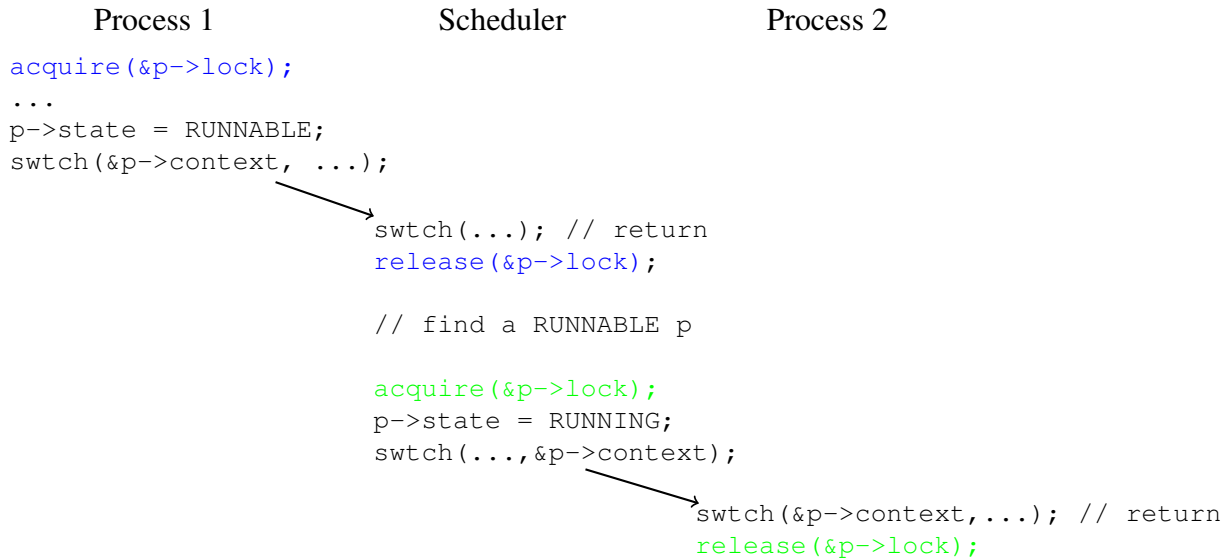 Process 1 Scheduler Process 2
acquire(&p->lock);
...
p->state = RUNNABLE;
swtch(&p->context, ...);
swtch(...); // return
release(&p->lock);
// find a RUNNABLE p
acquire(&p->lock);
p->state = RUNNING;
swtch(...,&p->context);
swtch(&p->context,...); // return
release(&p->lock);